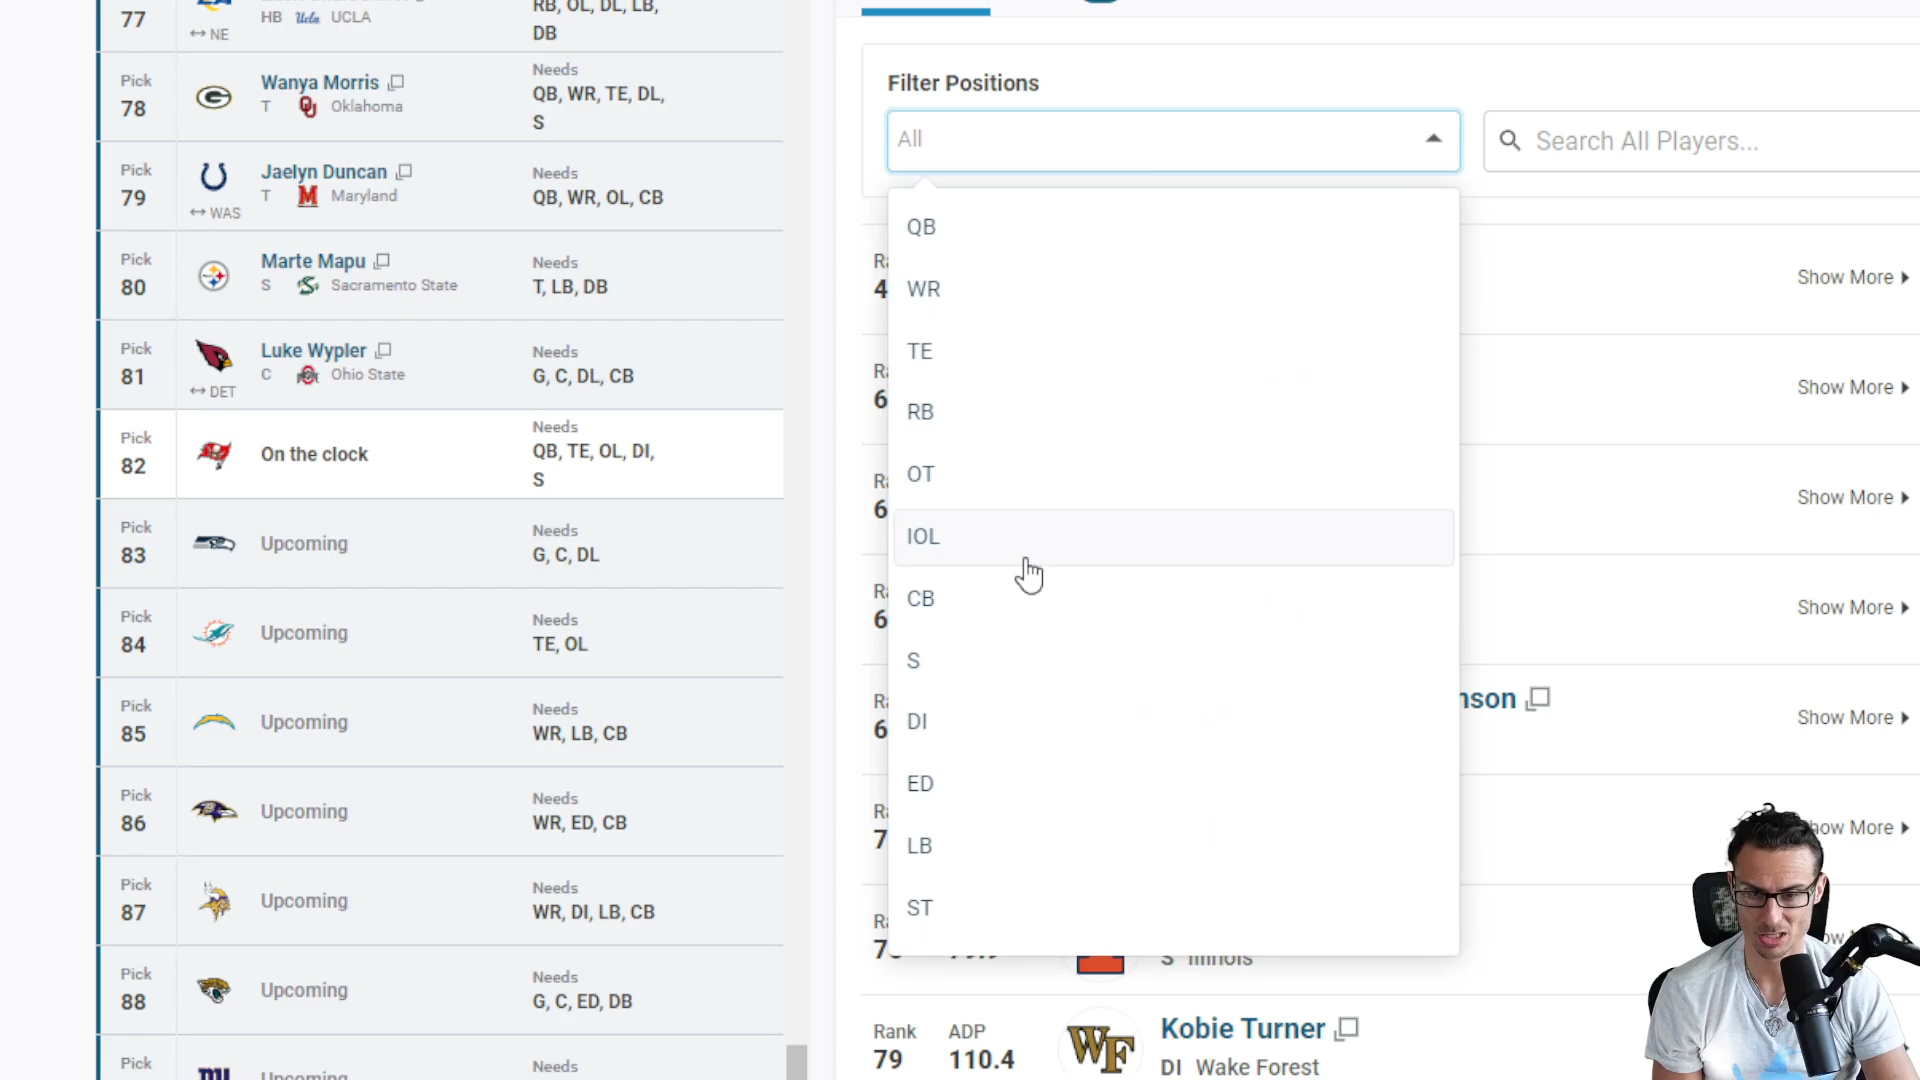 77
HB UCLA
NE
RB, OL, DL, LB,
DB
Pick
78
Wanya Morris
T Oklahoma
Needs
QB, WR, TE, DL,
S
Pick
79
WAS
Jaelyn Duncan
T Maryland
Needs
QB, WR, OL, CB
Pick
80
Marte Mapu
S Sacramento State
Needs
T, LB, DB
Pick
81
DET
Luke Wypler
C Ohio State
Needs
G, C, DL, CB
Pick
82
On the clock
Needs
QB, TE, OL, DI,
S
Pick
83
Upcoming
Needs
G, C, DL
Pick
84
Upcoming
Needs
TE, OL
Pick
85
Upcoming
Needs
WR, LB, CB
Pick
86
Upcoming
Needs
WR, ED, CB
Pick
87
Upcoming
Needs
WR, DI, LB, CB
Pick
88
Upcoming
Needs
G, C, ED, DB
Pick
Upcoming
Needs
Filter Positions
All
Search All Players...
QB
WR
TE
RB
OT
IOL
CB
S
DI
ED
LB
ST
Show More
Show More
Show More
Show More
nson
Show More
how More
S Illinois
Rank
79
ADP
110.4
WF
Kobie Turner
DI Wake Forest